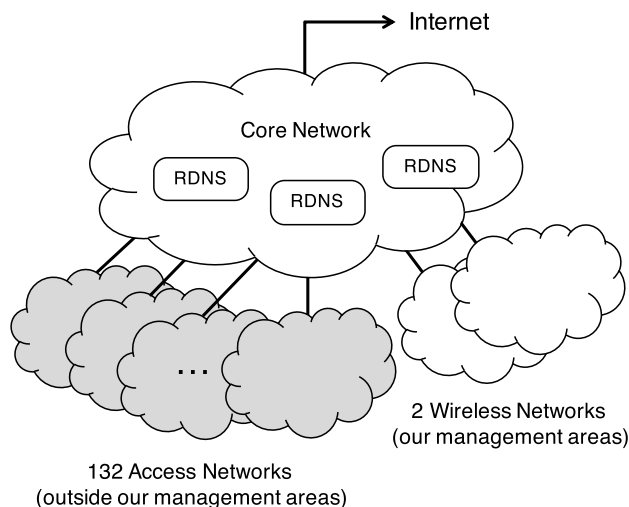 Internet
Core Network
RDNS
RDNS
RDNS
...
2 Wireless Networks
(our management areas)
132 Access Networks
(outside our management areas)